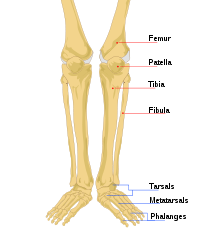 Femur
Patella
Tibia
Fibula
Tarsals
Metatarsals
Phalanges